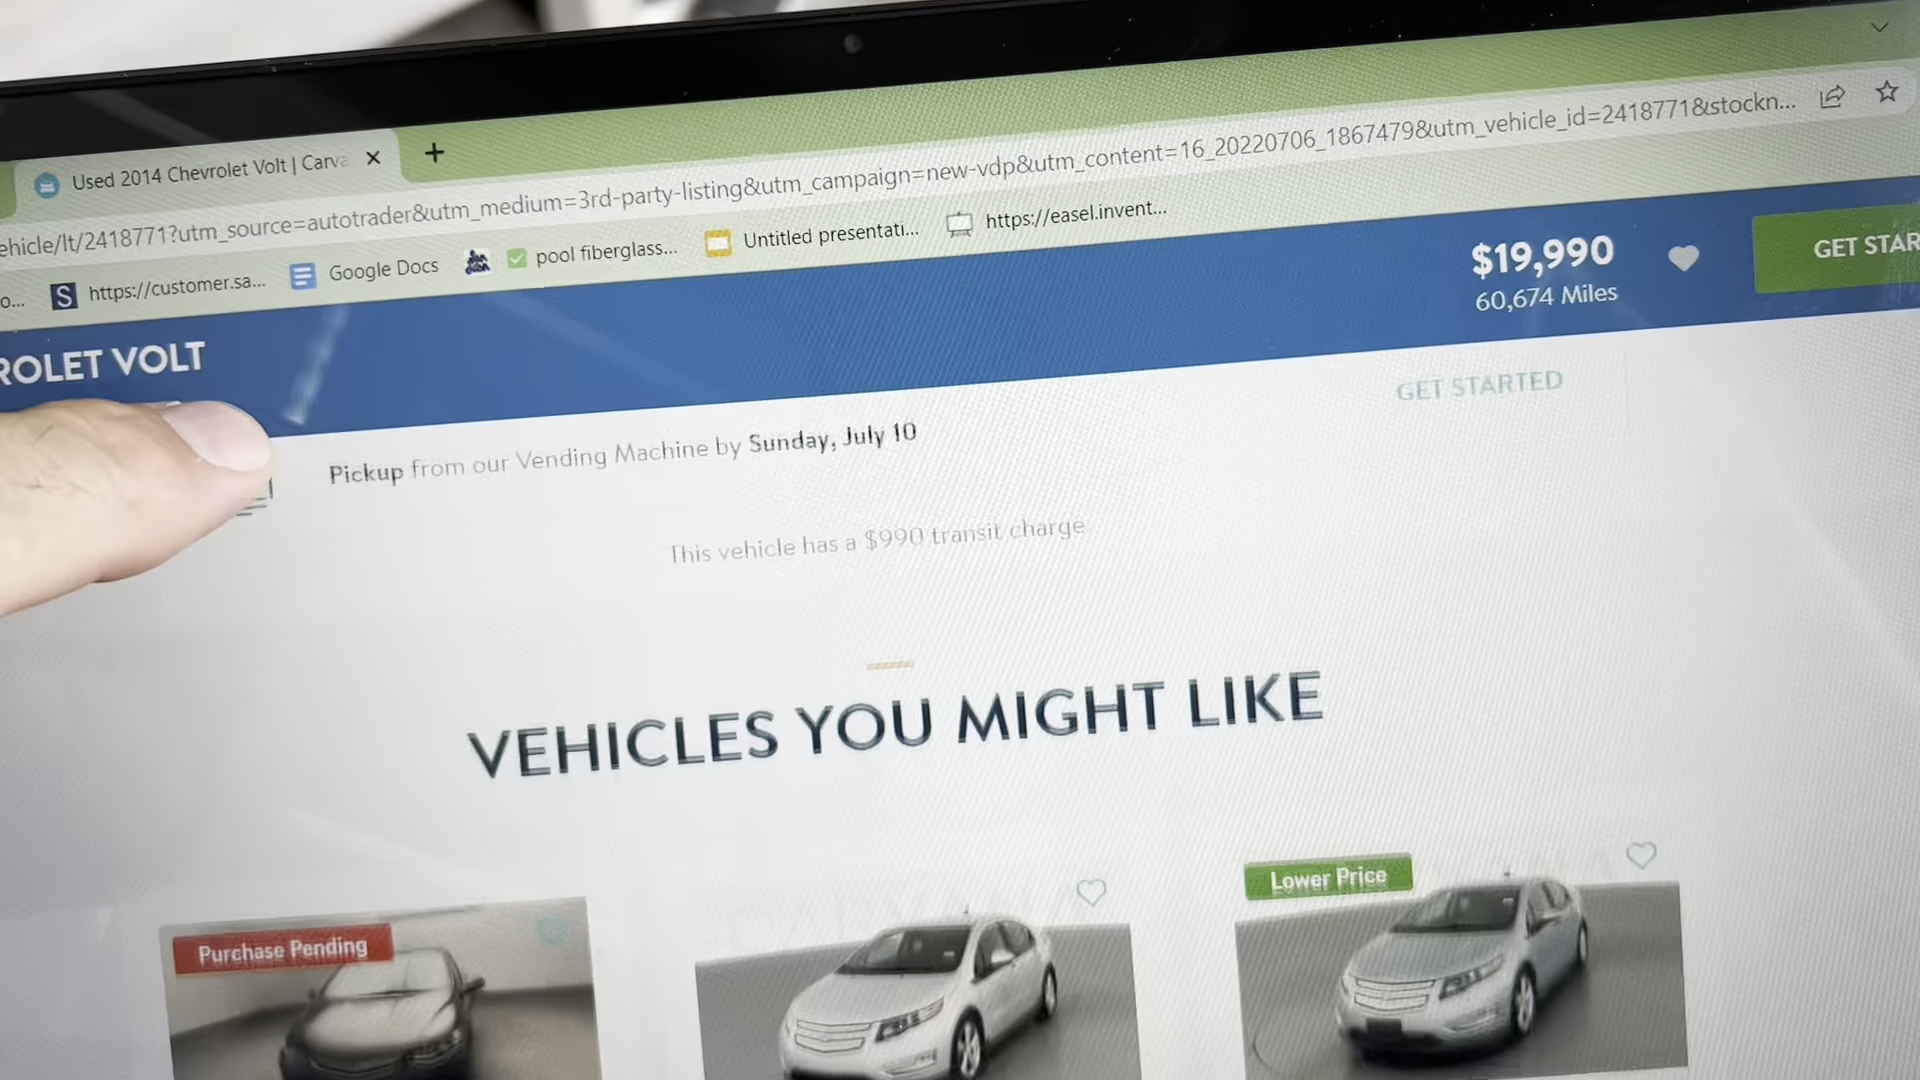 Used 2014 Chevrolet Volt | Carva
ehicle/lt/2418771?utm_source=autotrader&utm_medium=3rd-party-listing&utm_campaign=new-vdp&utm_content=16_20220706_1867479&utm_vehicle_id=2418771&stockn...
o...
S
https://customer.sa...
Google Docs
pool fiberglass...
Untitled presentati...
https://easel.invent...
ROLET VOLT
$19,990
60,674 Miles
GET STAR
GET STARTED
Pickup from our Vending Machine by Sunday, July 10
This vehicle has a $990 transit charge
VEHICLES YOU MIGHT LIKE
Purchase Pending
Lower Price